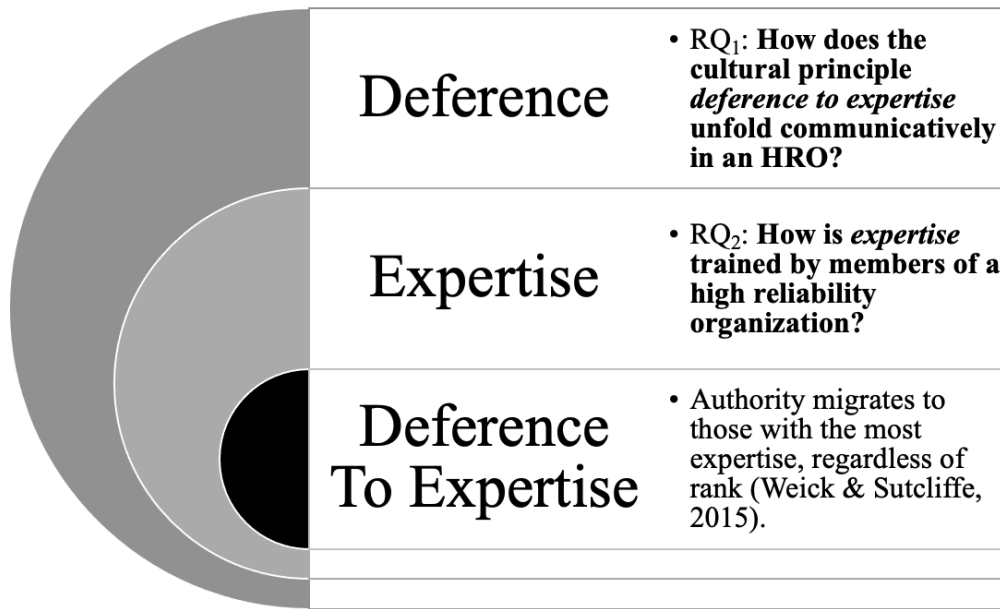 Deference
• RQ₁: How does the
cultural principle
deference to expertise
unfold communicatively
in an HRO?
Expertise
• RQ₂: How is expertise
trained by members of a
high reliability
organization?
Deference
To Expertise
• Authority migrates to
those with the most
expertise, regardless of
rank (Weick & Sutcliffe,
2015).